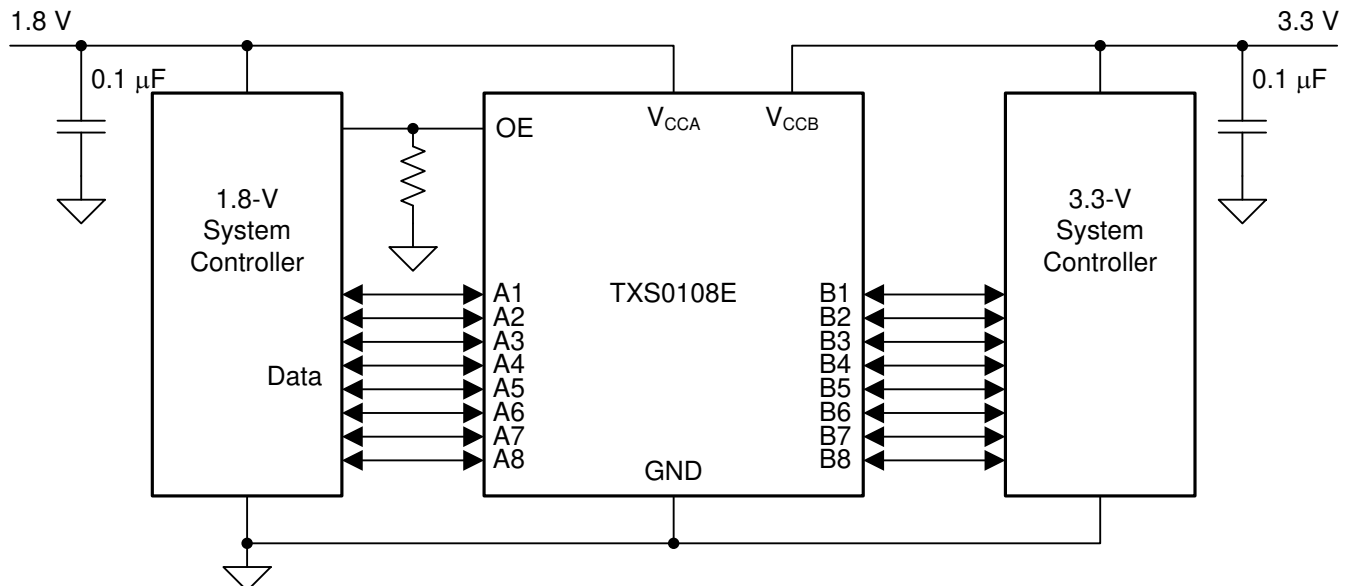 1.8 V
3.3 V
0.1 μF
0.1 μF
OE
VCCA
VCCB
1.8-V
System
Controller
3.3-V
System
Controller
TXS0108E
Data
A1
A2
A3
A4
A5
A6
A7
A8
B1
B2
B3
B4
B5
B6
B7
B8
GND